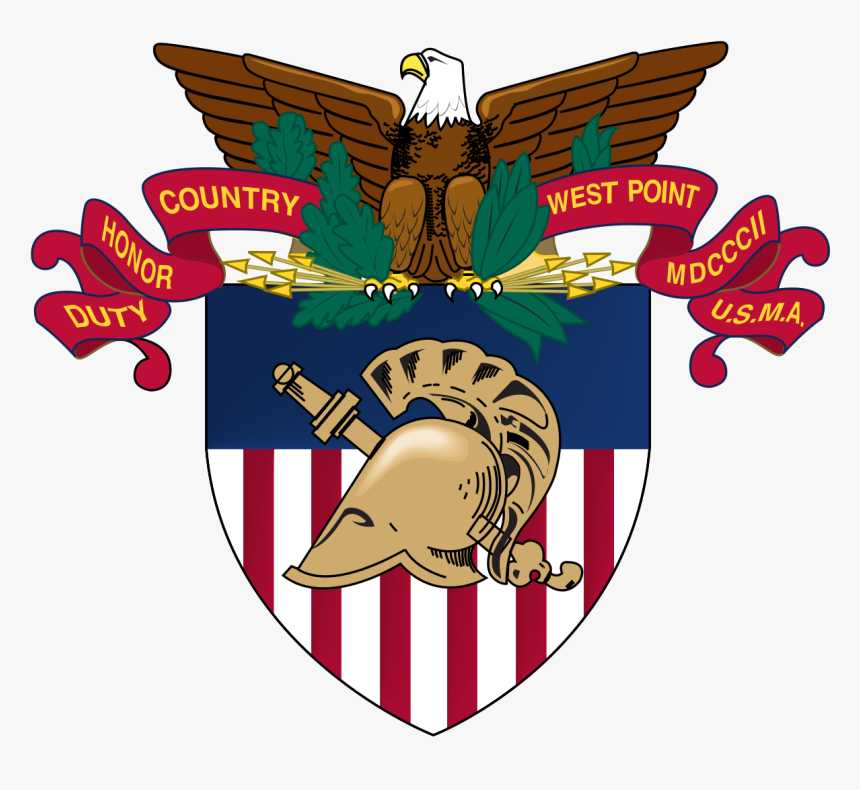 DUTY
HONOR
COUNTRY
WEST POINT
MDCCCII
U.S.M.A.